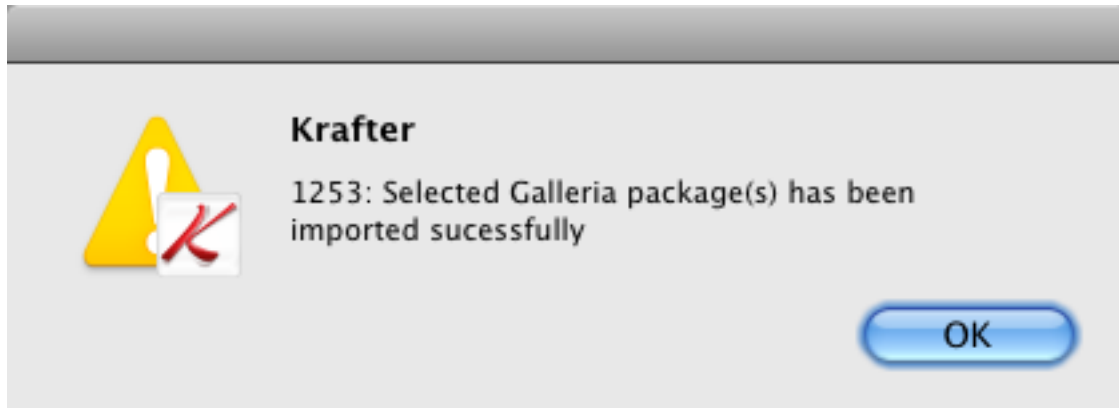 Krafter
1253: Selected Galleria package(s) has been
imported sucessfully
K
OK